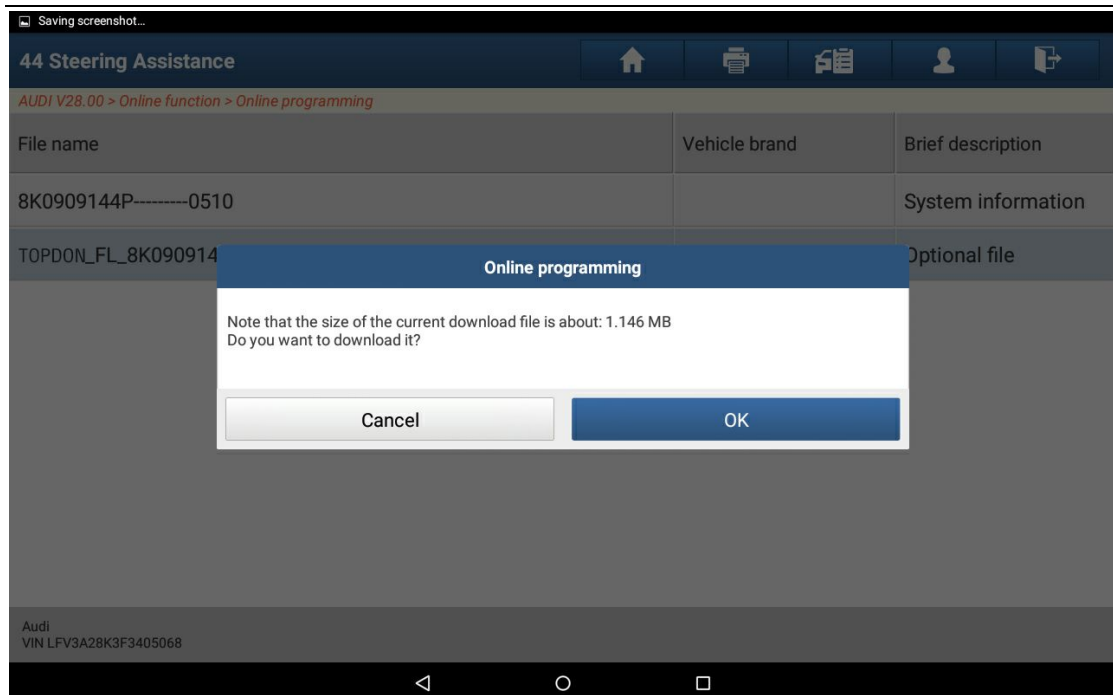 Saving screenshot...
44 Steering Assistance
AUDI V28.00 > Online function > Online programming
File name Vehicle brand Brief description
8K0909144P---------0510 System information
TOPDON_FL_8K090914 Optional file
Online programming
Note that the size of the current download file is about: 1.146 MB
Do you want to download it?
Cancel OK
Audi
VIN LFV3A28K3F3405068